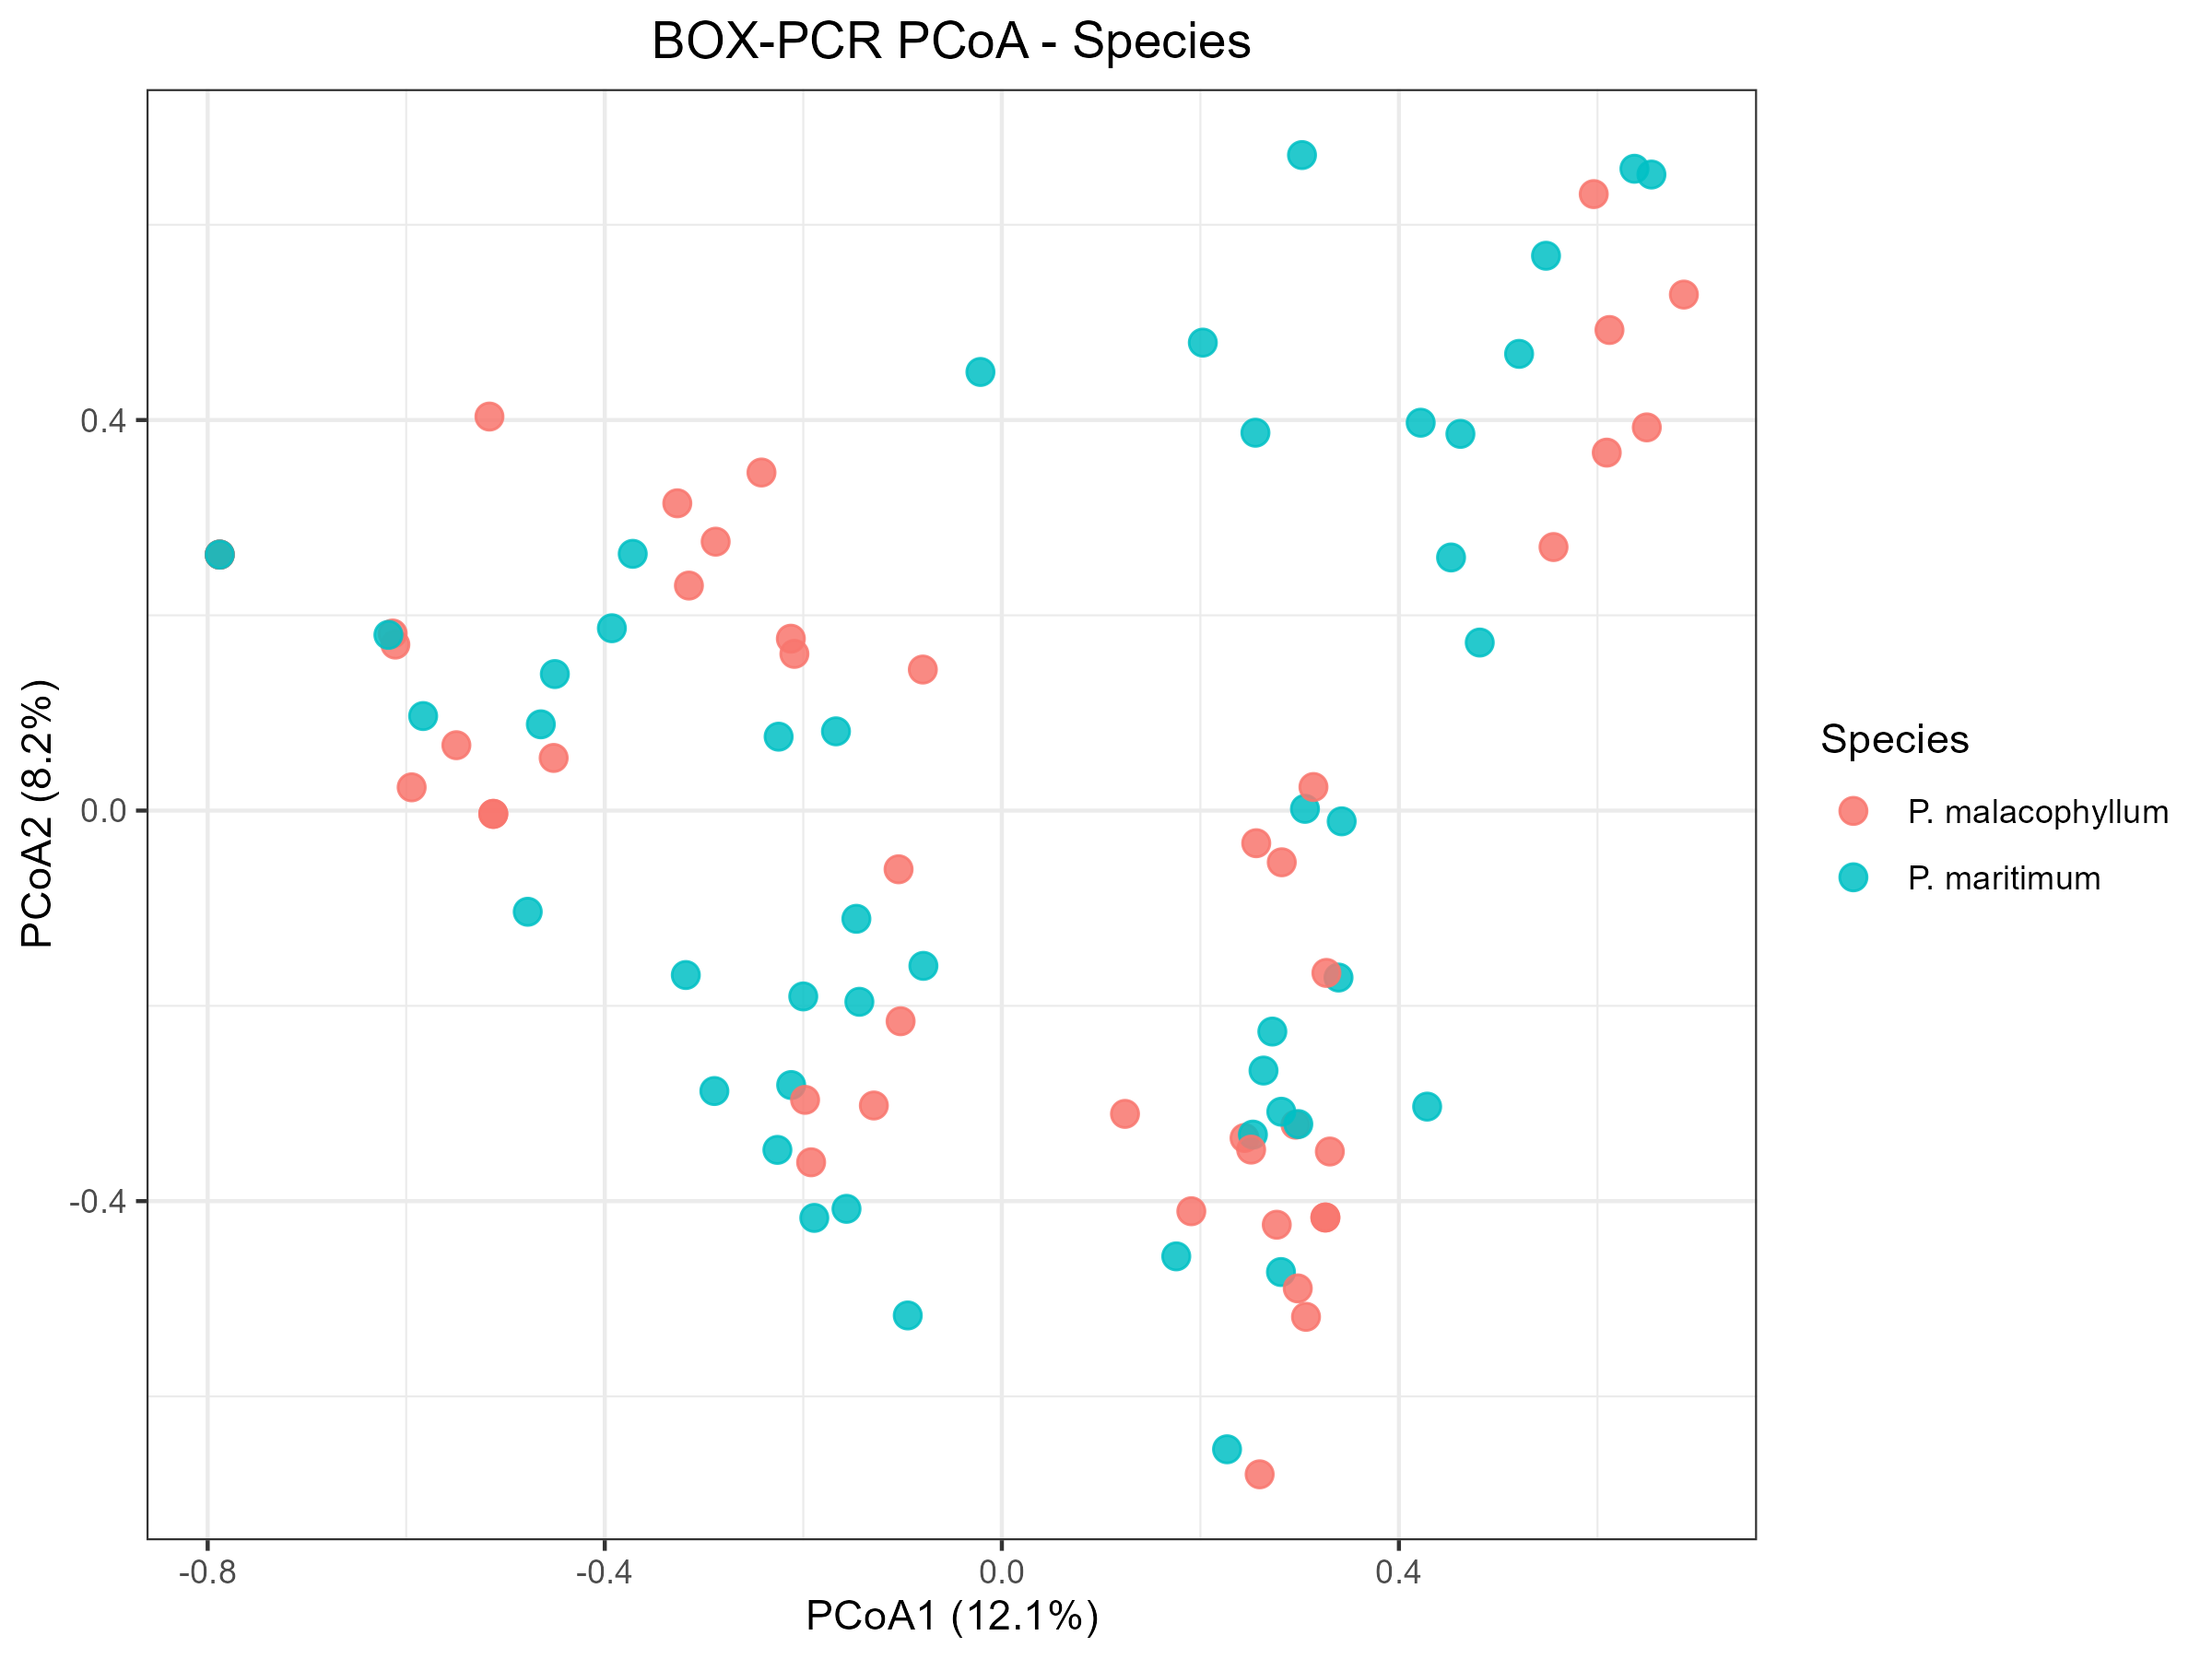 BOX-PCR PCoA - Species
PCoA2 (8.2%)
0.4
0.0
-0.4
-0.8
-0.4
0.0
0.4
PCoA1 (12.1%)
Species
P. malacophyllum
P. maritimum